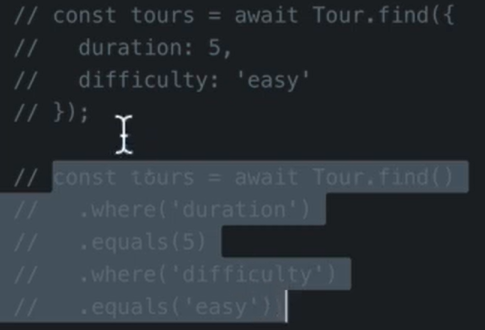 // const tours = await Tour.find({
//   duration: 5,
//   difficulty: 'easy'
// });
// const tours = await Tour.find()
//   .where('duration')
//   .equals(5)
//   .where('difficulty')
//   .equals('easy');